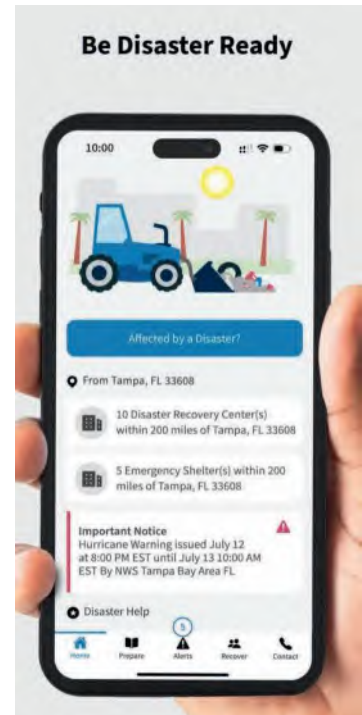 Be Disaster Ready
10:00
Affected by a Disaster?
From Tampa, FL 33608
10 Disaster Recovery Center(s)
within 200 miles of Tampa, FL 33608
5 Emergency Shelter(s) within 200
miles of Tampa, FL 33608
Important Notice
Hurricane Warning issued July 12
at 8:00 PM EST until July 13 10:00 AM
EST By NWS Tampa Bay Area FL
Disaster Help
5
Home Prepare Alerts Recover Contact